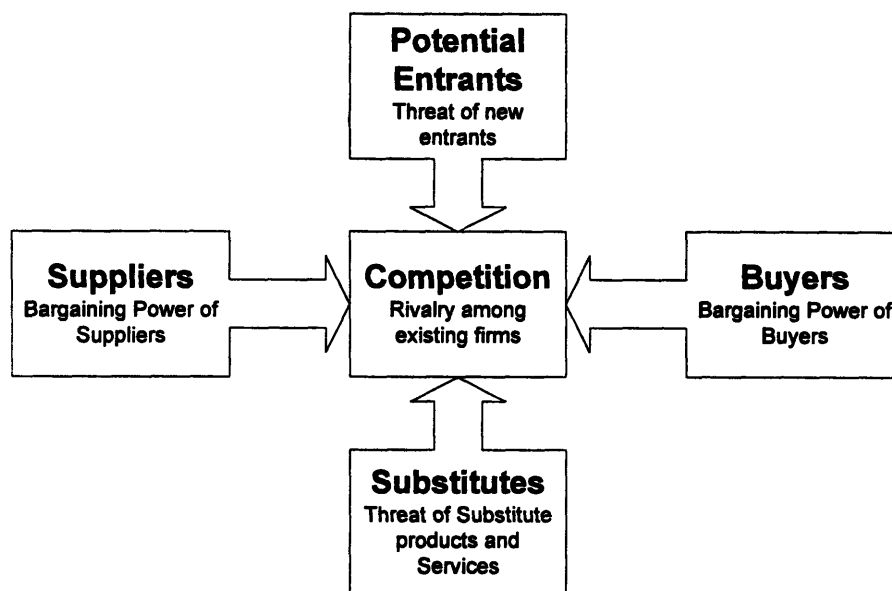 Potential
Entrants
Threat of new
entrants
Suppliers
Bargaining Power of
Suppliers
Competition
Rivalry among
existing firms
Buyers
Bargaining Power of
Buyers
Substitutes
Threat of Substitute
products and
Services